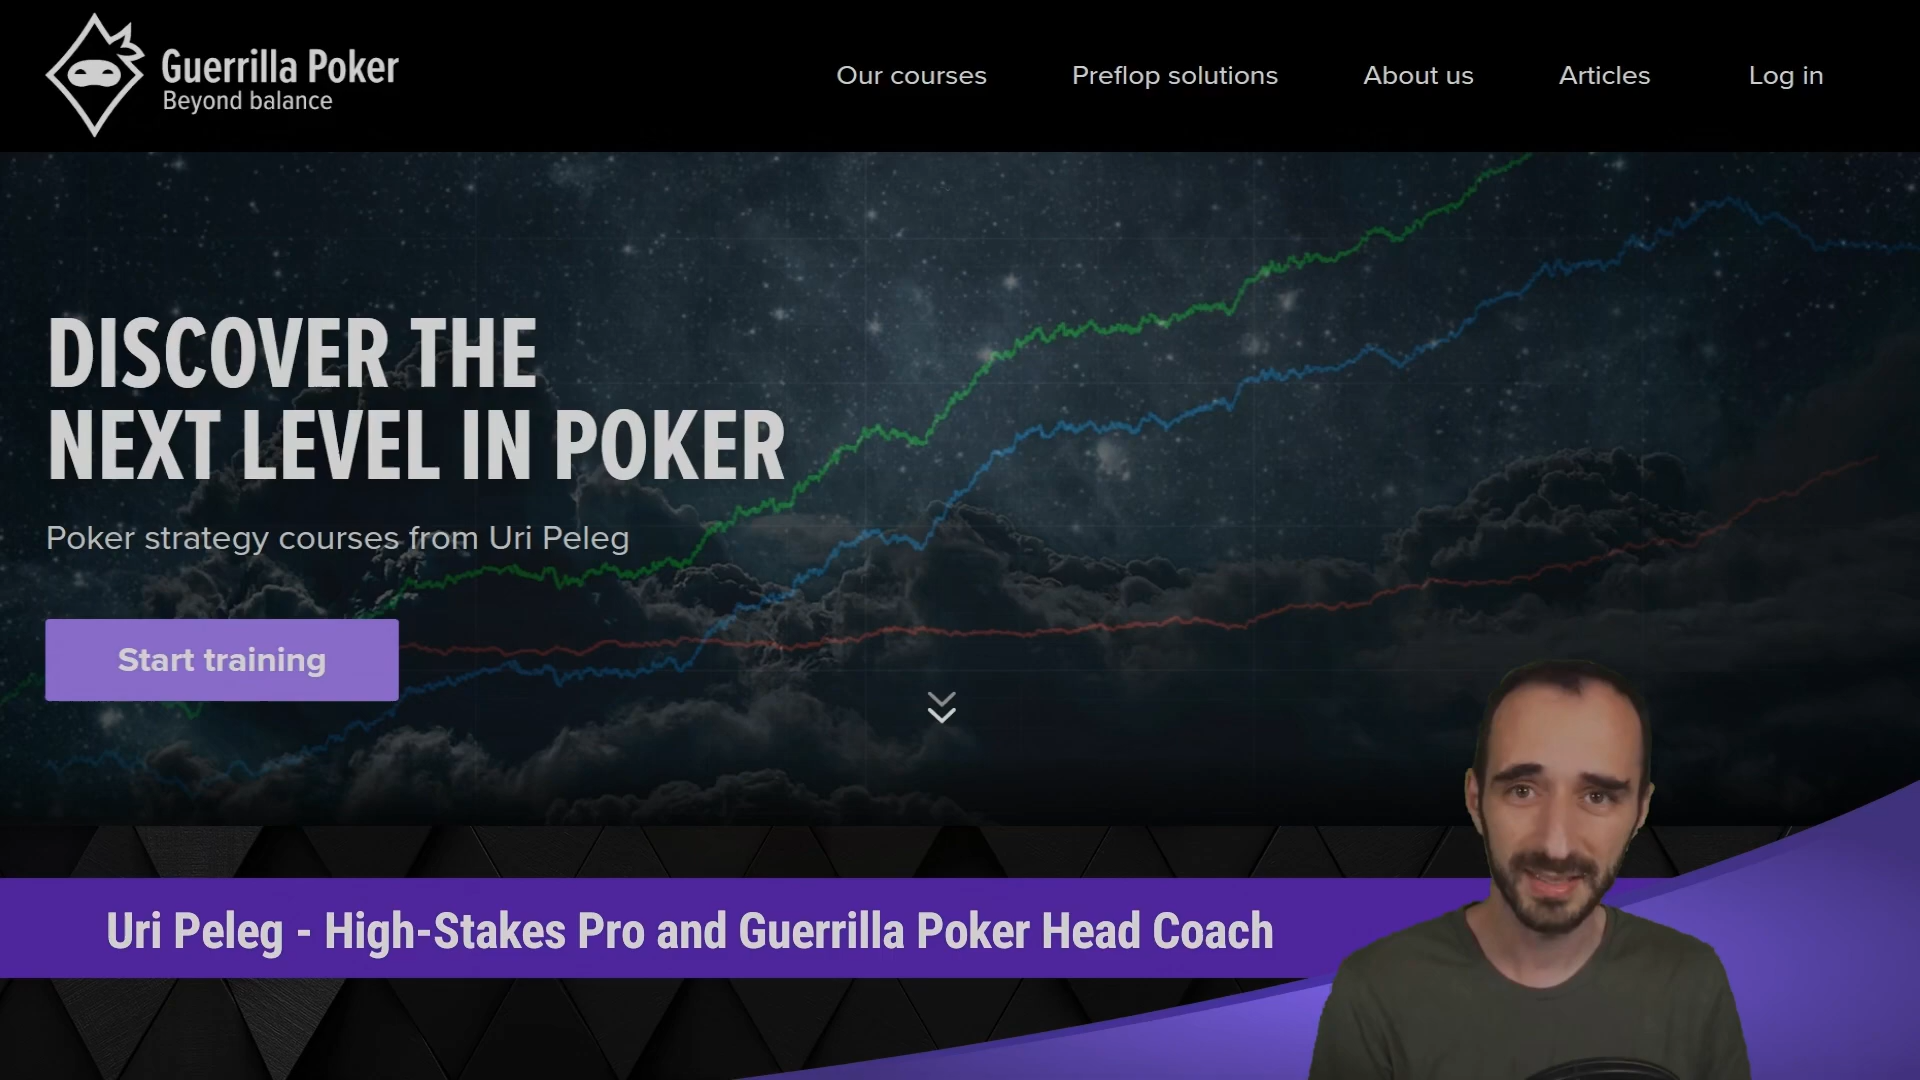 Guerrilla Poker
Beyond balance
Our courses
Preflop solutions
About us
Articles
Log in
DISCOVER THE
NEXT LEVEL IN POKER
Poker strategy courses from Uri Peleg
Start training
Uri Peleg - High-Stakes Pro and Guerrilla Poker Head Coach